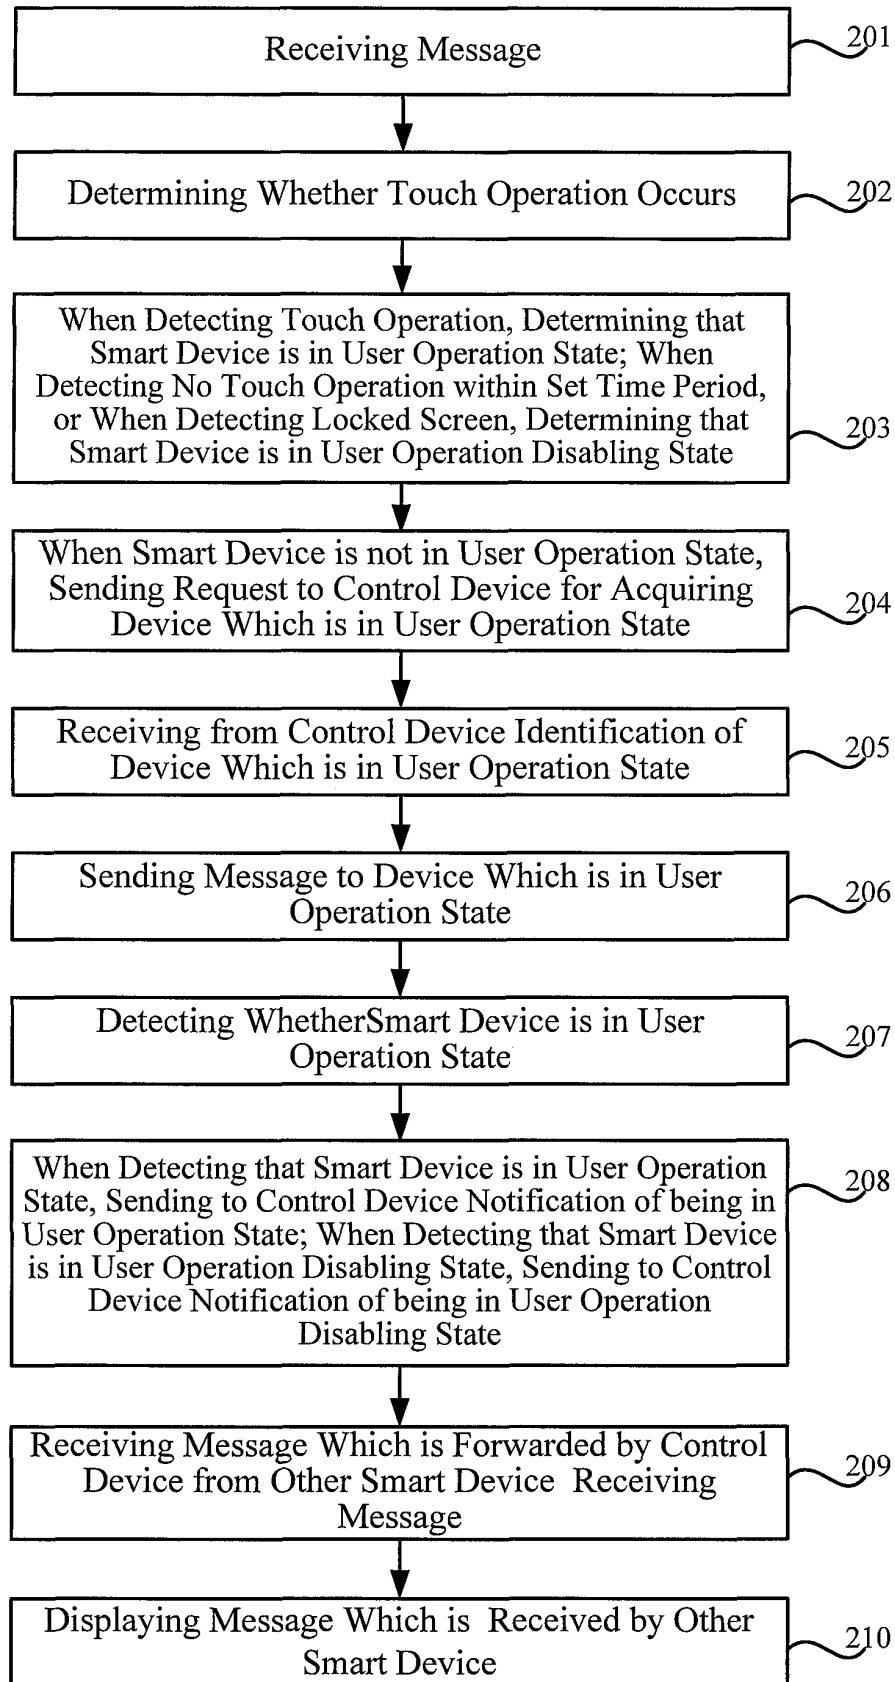 Receiving Message
201
Determining Whether Touch Operation Occurs
202
When Detecting Touch Operation, Determining that
Smart Device is in User Operation State; When
Detecting No Touch Operation within Set Time Period,
or When Detecting Locked Screen, Determining that
Smart Device is in User Operation Disabling State
203
When Smart Device is not in User Operation State,
Sending Request to Control Device for Acquiring
Device Which is in User Operation State
204
Receiving from Control Device Identification of
Device Which is in User Operation State
205
Sending Message to Device Which is in User
Operation State
206
Detecting WhetherSmart Device is in User
Operation State
207
When Detecting that Smart Device is in User Operation
State, Sending to Control Device Notification of being in
User Operation State; When Detecting that Smart Device
is in User Operation Disabling State, Sending to Control
Device Notification of being in User Operation
Disabling State
208
Receiving Message Which is Forwarded by Control
Device from Other Smart Device Receiving
Message
209
Displaying Message Which is Received by Other
Smart Device
210